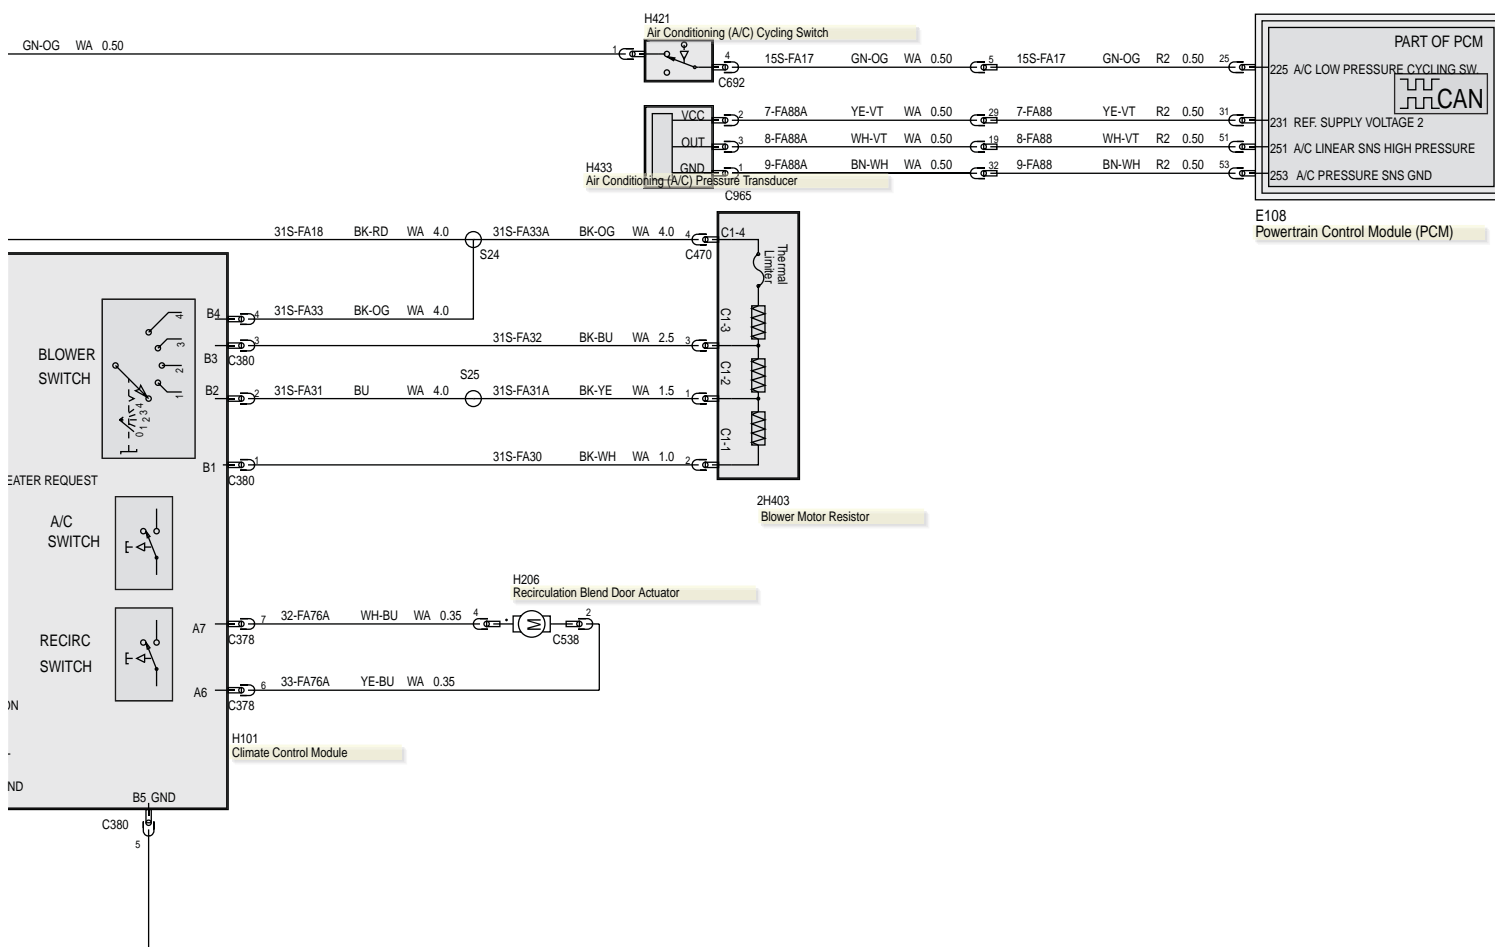 H421
Air Conditioning (A/C) Cycling Switch
GN-OG WA 0.50
1
4
C692
15S-FA17 GN-OG WA 0.50 5 15S-FA17 GN-OG R2 0.50 25
PART OF PCM
225 A/C LOW PRESSURE CYCLING SW.
CAN
VCC 2 7-FA88A YE-VT WA 0.50 29 7-FA88 YE-VT R2 0.50 31
231 REF. SUPPLY VOLTAGE 2
OUT 3 8-FA88A WH-VT WA 0.50 19 8-FA88 WH-VT R2 0.50 51
251 A/C LINEAR SNS HIGH PRESSURE
GND 1 9-FA88A BN-WH WA 0.50 32 9-FA88 BN-WH R2 0.50 53
253 A/C PRESSURE SNS GND
H433
Air Conditioning (A/C) Pressure Transducer
C965
E108
Powertrain Control Module (PCM)
31S-FA18 BK-RD WA 4.0 S24 31S-FA33A BK-OG WA 4.0 4 C470
C1-4
Thermal
Limiter
B4 4 31S-FA33 BK-OG WA 4.0
C1-3
BLOWER
SWITCH
4
3
2
1
0 1 2 3 4
B3 3 C380 31S-FA32 BK-BU WA 2.5 3
C1-2
B2 2 31S-FA31 BU WA 4.0 S25 31S-FA31A BK-YE WA 1.5 1
C1-1
B1 1 C380 31S-FA30 BK-WH WA 1.0 2
EATER REQUEST
2H403
Blower Motor Resistor
A/C
SWITCH
H206
Recirculation Blend Door Actuator
A7 7 C378 32-FA76A WH-BU WA 0.35 4
M
2
C538
RECIRC
SWITCH
A6 6 C378 33-FA76A YE-BU WA 0.35
ON
H101
Climate Control Module
ND
B5 GND
C380
5